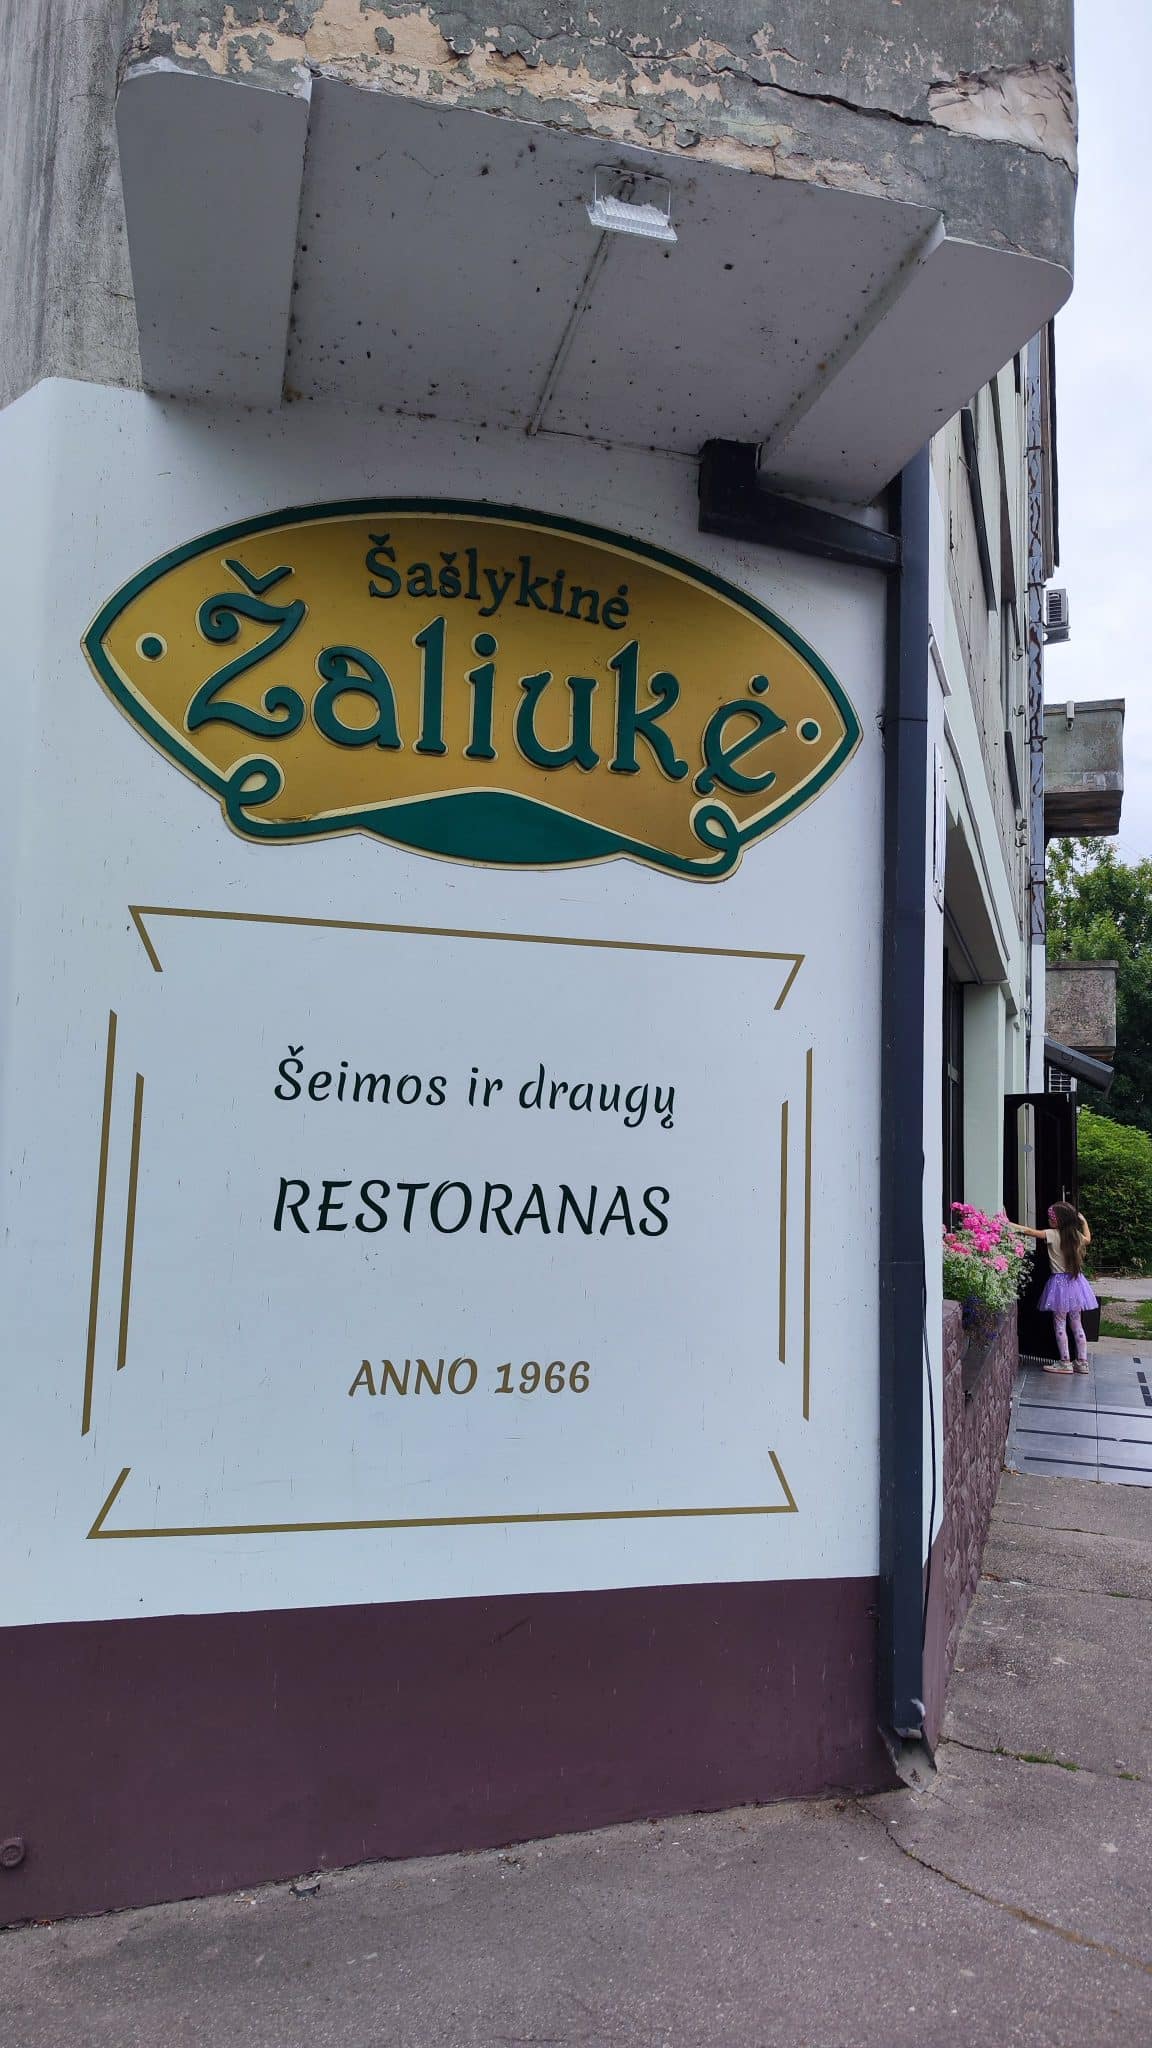 Šašlykinė
Žaliukė
Šeimos ir draugų
RESTORANAS
ANNO 1966